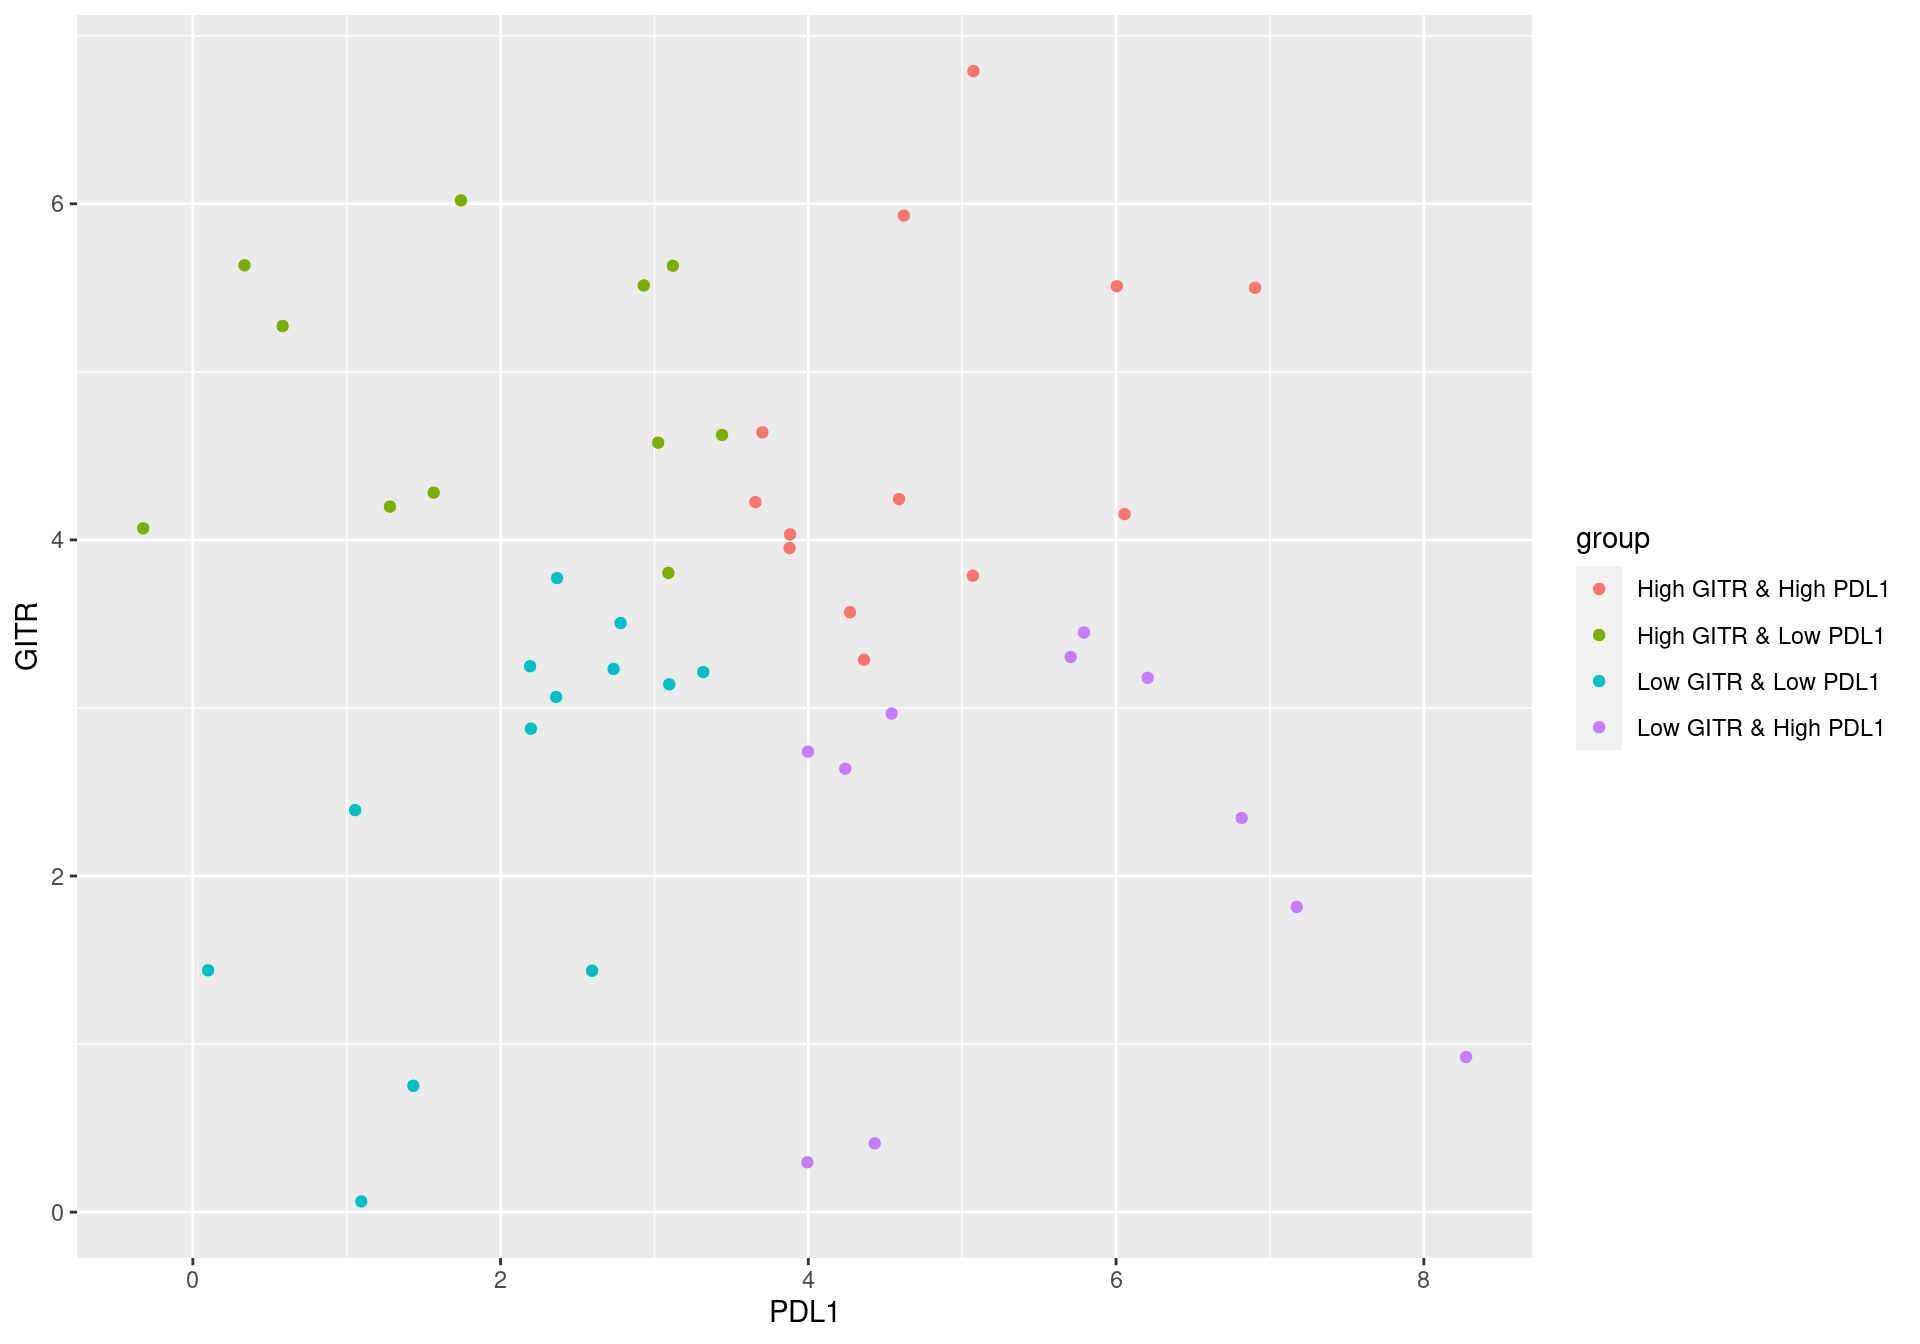 GITR
6
4
2
0
0 2 4 6 8
PDL1
group
High GITR & High PDL1
High GITR & Low PDL1
Low GITR & Low PDL1
Low GITR & High PDL1